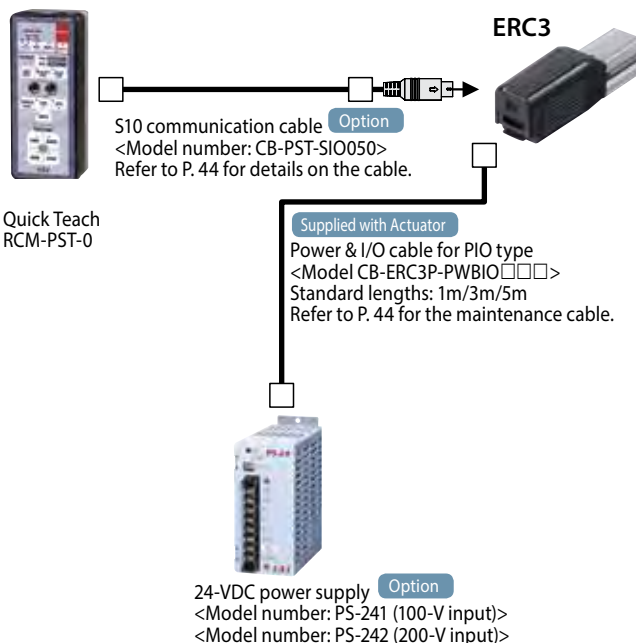 ERC3
S10 communication cable Option
<Model number: CB-PST-SIO050>
Refer to P. 44 for details on the cable.
Quick Teach
RCM-PST-0
Supplied with Actuator
Power & I/O cable for PIO type
<Model CB-ERC3P-PWBIO□□□>
Standard lengths: 1m/3m/5m
Refer to P. 44 for the maintenance cable.
PS-24
24-VDC power supply Option
<Model number: PS-241 (100-V input)>
<Model number: PS-242 (200-V input)>